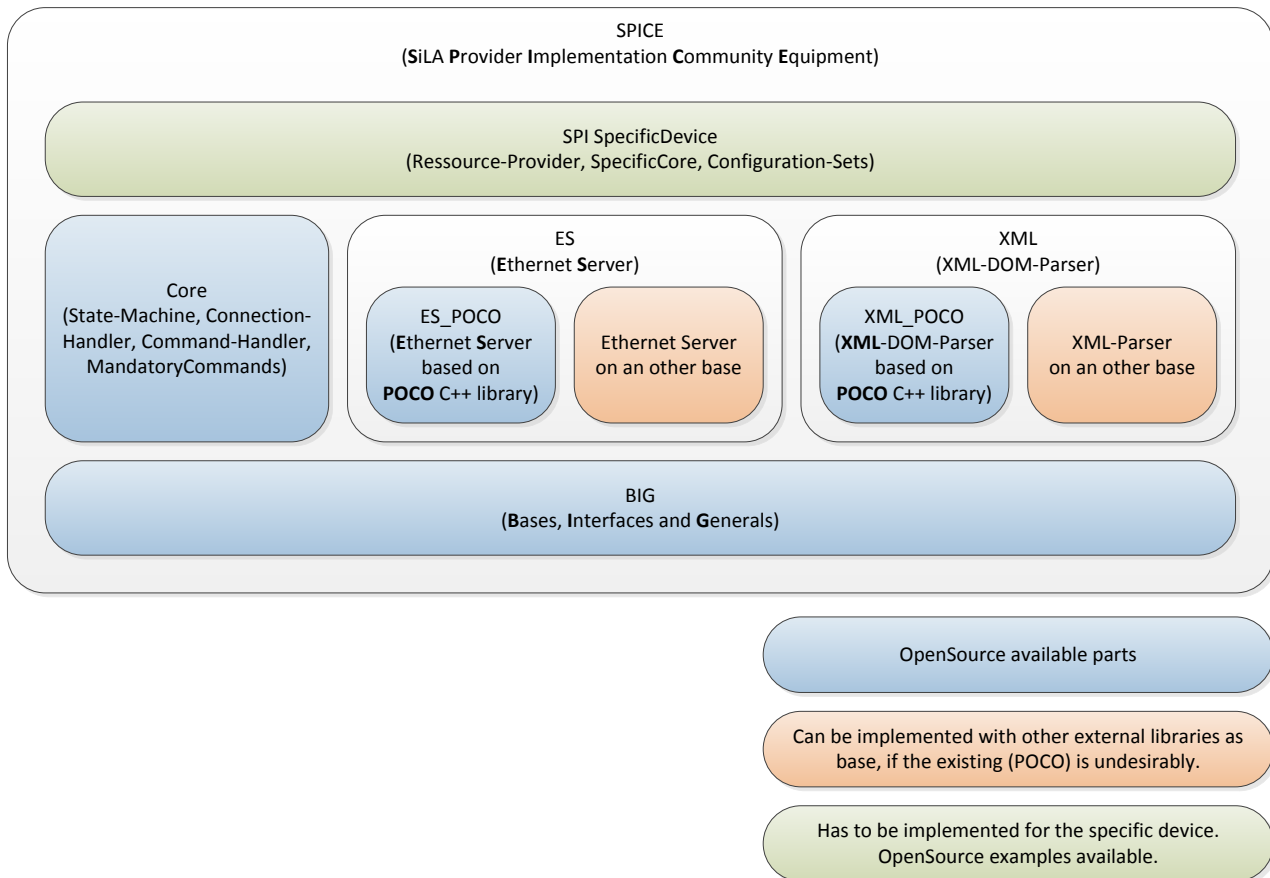 SPICE
(SiLA Provider Implementation Community Equipment)
SPI SpecificDevice
(Ressource-Provider, SpecificCore, Configuration-Sets)
Core
(State-Machine, Connection-
Handler, Command-Handler,
MandatoryCommands)
ES
(Ethernet Server)
ES_POCO
(Ethernet Server
based on
POCO C++ library)
Ethernet Server
on an other base
XML
(XML-DOM-Parser)
XML_POCO
(XML-DOM-Parser
based on
POCO C++ library)
XML-Parser
on an other base
BIG
(Bases, Interfaces and Generals)
OpenSource available parts
Can be implemented with other external libraries as
base, if the existing (POCO) is undesirably.
Has to be implemented for the specific device.
OpenSource examples available.